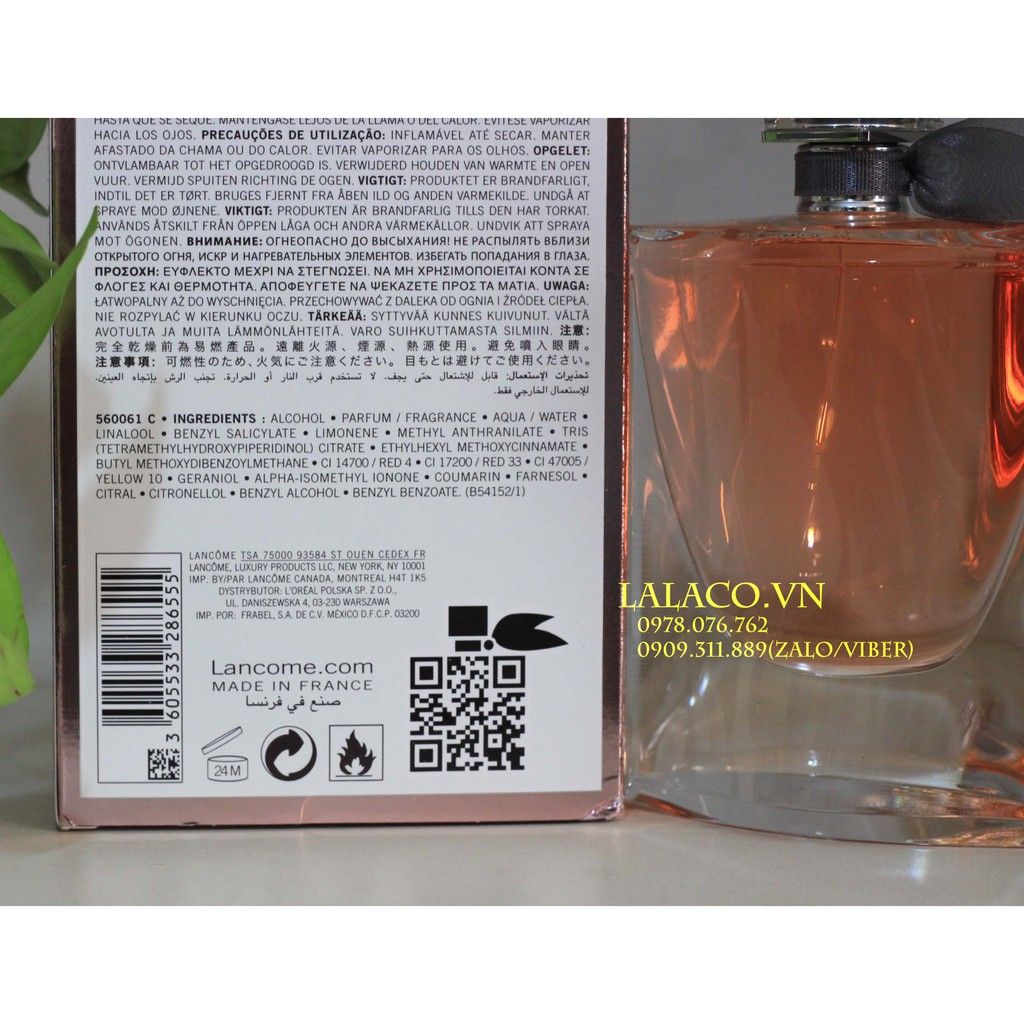 HASTA QUE SE SEQUE. MANTÉNGASE LEJOS DE LA LLAMA O DEL CALOR. EVÍTESE VAPORIZAR
HACIA LOS OJOS. PRECAUÇÕES DE UTILIZAÇÃO: INFLAMÁVEL ATÉ SECAR. MANTER
AFASTADO DA CHAMA OU DO CALOR. EVITAR VAPORIZAR PARA OS OLHOS. OPGELET:
ONTVLAMBAAR TOT HET OPGEDROOGD IS. VERWIJDERD HOUDEN VAN WARMTE EN OPEN
VUUR. VERMIJD SPUITEN RICHTING DE OGEN. VIGTIGT: PRODUKTET ER BRANDFARLIGT,
INDTIL DET ER TØRT. BRUGES FJERNT FRA ÅBEN ILD OG ANDEN VARMEKILDE. UNDGÅ AT
SPRAYE MOD ØJNENE. VIKTIGT: PRODUKTEN ÄR BRANDFARLIG TILLS DEN HAR TORKAT.
ANVÄNDS ÅTSKILT FRÅN ÖPPEN LÅGA OCH ANDRA VÄRMEKÄLLOR. UNDVIK ATT SPRAYA
MOT ÖGONEN. ВНИМАНИЕ: ОГНЕОПАСНО ДО ВЫСЫХАНИЯ! НЕ РАСПЫЛЯТЬ ВБЛИЗИ
ОТКРЫТОГО ОГНЯ, ИСКР И НАГРЕВАТЕЛЬНЫХ ЭЛЕМЕНТОВ. ИЗБЕГАТЬ ПОПАДАНИЯ В ГЛАЗА.
ΠΡΟΣΟΧΗ: ΕΥΦΛΕΚΤΟ ΜΕΧΡΙ ΝΑ ΣΤΕΓΝΩΣΕΙ. ΝΑ ΜΗ ΧΡΗΣΙΜΟΠΟΙΕΙΤΑΙ ΚΟΝΤΑ ΣΕ
ΦΛΟΓΕΣ ΚΑΙ ΘΕΡΜΟΤΗΤΑ. ΑΠΟΦΕΥΓΕΤΕ ΝΑ ΨΕΚΑΖΕΤΕ ΠΡΟΣ ΤΑ ΜΑΤΙΑ. UWAGA:
ŁATWOPALNY AŻ DO WYSCHNIĘCIA. PRZECHOWYWAĆ Z DALEKA OD OGNIA I ŹRÓDEŁ CIEPŁA.
NIE ROZPYLAĆ W KIERUNKU OCZU. TÄRKEÄÄ: SYTTYVÄÄ KUNNES KUIVUNUT. VÄLTÄ
AVOTULTA JA MUITA LÄMMÖNLÄHTEITÄ. VARO SUIHKUTTAMASTA SILMIIN. 注意:
完全乾燥前為易燃產品。遠離火源、煙源、熱源使用。避免噴入眼睛。
注意事項: 可燃性のため、火気にご注意ください。目もとは避けてご使用ください。
تحذيرات الإستعمال: قابل للإشتعال حتى يجف. لا تستخدم قرب النار أو الحرارة. تجنب الرش بإتجاه العينين.
للإستعمال الخارجي فقط.
560061 C • INGREDIENTS : ALCOHOL • PARFUM / FRAGRANCE • AQUA / WATER •
LINALOOL • BENZYL SALICYLATE • LIMONENE • METHYL ANTHRANILATE • TRIS
(TETRAMETHYLHYDROXYPIPERIDINOL) CITRATE • ETHYLHEXYL METHOXYCINNAMATE •
BUTYL METHOXYDIBENZOYLMETHANE • CI 14700 / RED 4 • CI 17200 / RED 33 • CI 47005 /
YELLOW 10 • GERANIOL • ALPHA-ISOMETHYL IONONE • COUMARIN • FARNESOL •
CITRAL • CITRONELLOL • BENZYL ALCOHOL • BENZYL BENZOATE. (B54152/1)
LANCÔME TSA 75000 93584 ST OUEN CEDEX FR
LANCÔME, LUXURY PRODUCTS LLC, NEW YORK, NY 10001
IMP. BY/PAR LANCÔME CANADA, MONTREAL H4T 1K5
DYSTRYBUTOR: L'ORÉAL POLSKA SP. Z O.O.,
UL. DANISZEWSKA 4, 03-230 WARSZAWA
IMP. POR: FRABEL, S.A. DE C.V. MÉXICO D.F.C.P. 03200
3 605533 286555
Lancome.com
MADE IN FRANCE
صنع في فرنسا
24M
LALACO.VN
0978.076.762
0909.311.889(ZALO/VIBER)